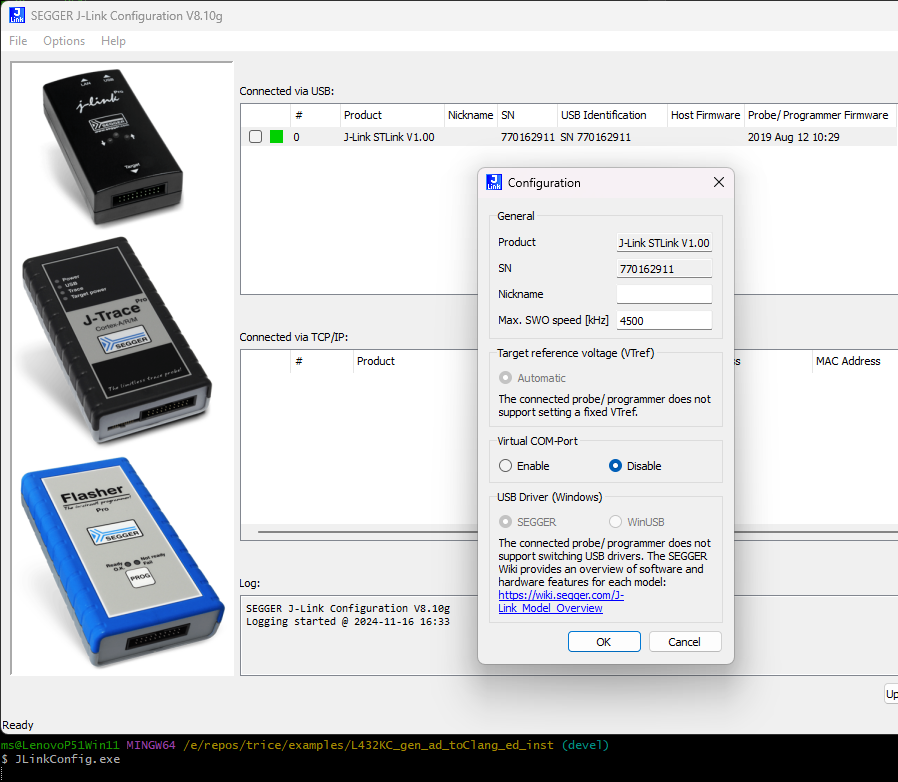 SEGGER J-Link Configuration V8.10g
File Options Help
LAN USB
j-link Pro
SEGGER
Target
Power
USB
Trace
Target power
J-Trace Pro
Cortex-A/R/M
SEGGER
The limitless trace probe!
Flasher
Pro
SEGGER
Ready O.K.
Not ready Fail
PROG
Connected via USB:
# Product Nickname SN USB Identification Host Firmware Probe/ Programmer Firmware
0 J-Link STLink V1.00 770162911 SN 770162911 2019 Aug 12 10:29
Connected via TCP/IP:
# Product ss MAC Address
Log:
SEGGER J-Link Configuration V8.10g
Logging started @ 2024-11-16 16:33
Configuration
General
Product J-Link STLink V1.00
SN 770162911
Nickname
Max. SWO speed [kHz] 4500
Target reference voltage (VTref)
Automatic
The connected probe/ programmer does not
support setting a fixed VTref.
Virtual COM-Port
Enable Disable
USB Driver (Windows)
SEGGER WinUSB
The connected probe/ programmer does not
support switching USB drivers. The SEGGER
Wiki provides an overview of software and
hardware features for each model:
https://wiki.segger.com/J-
Link_Model_Overview
OK Cancel
Up
Ready
ms@LenovoP51Win11 MINGW64 /e/repos/trice/examples/L432KC_gen_ad_toClang_ed_inst (devel)
$ JLinkConfig.exe